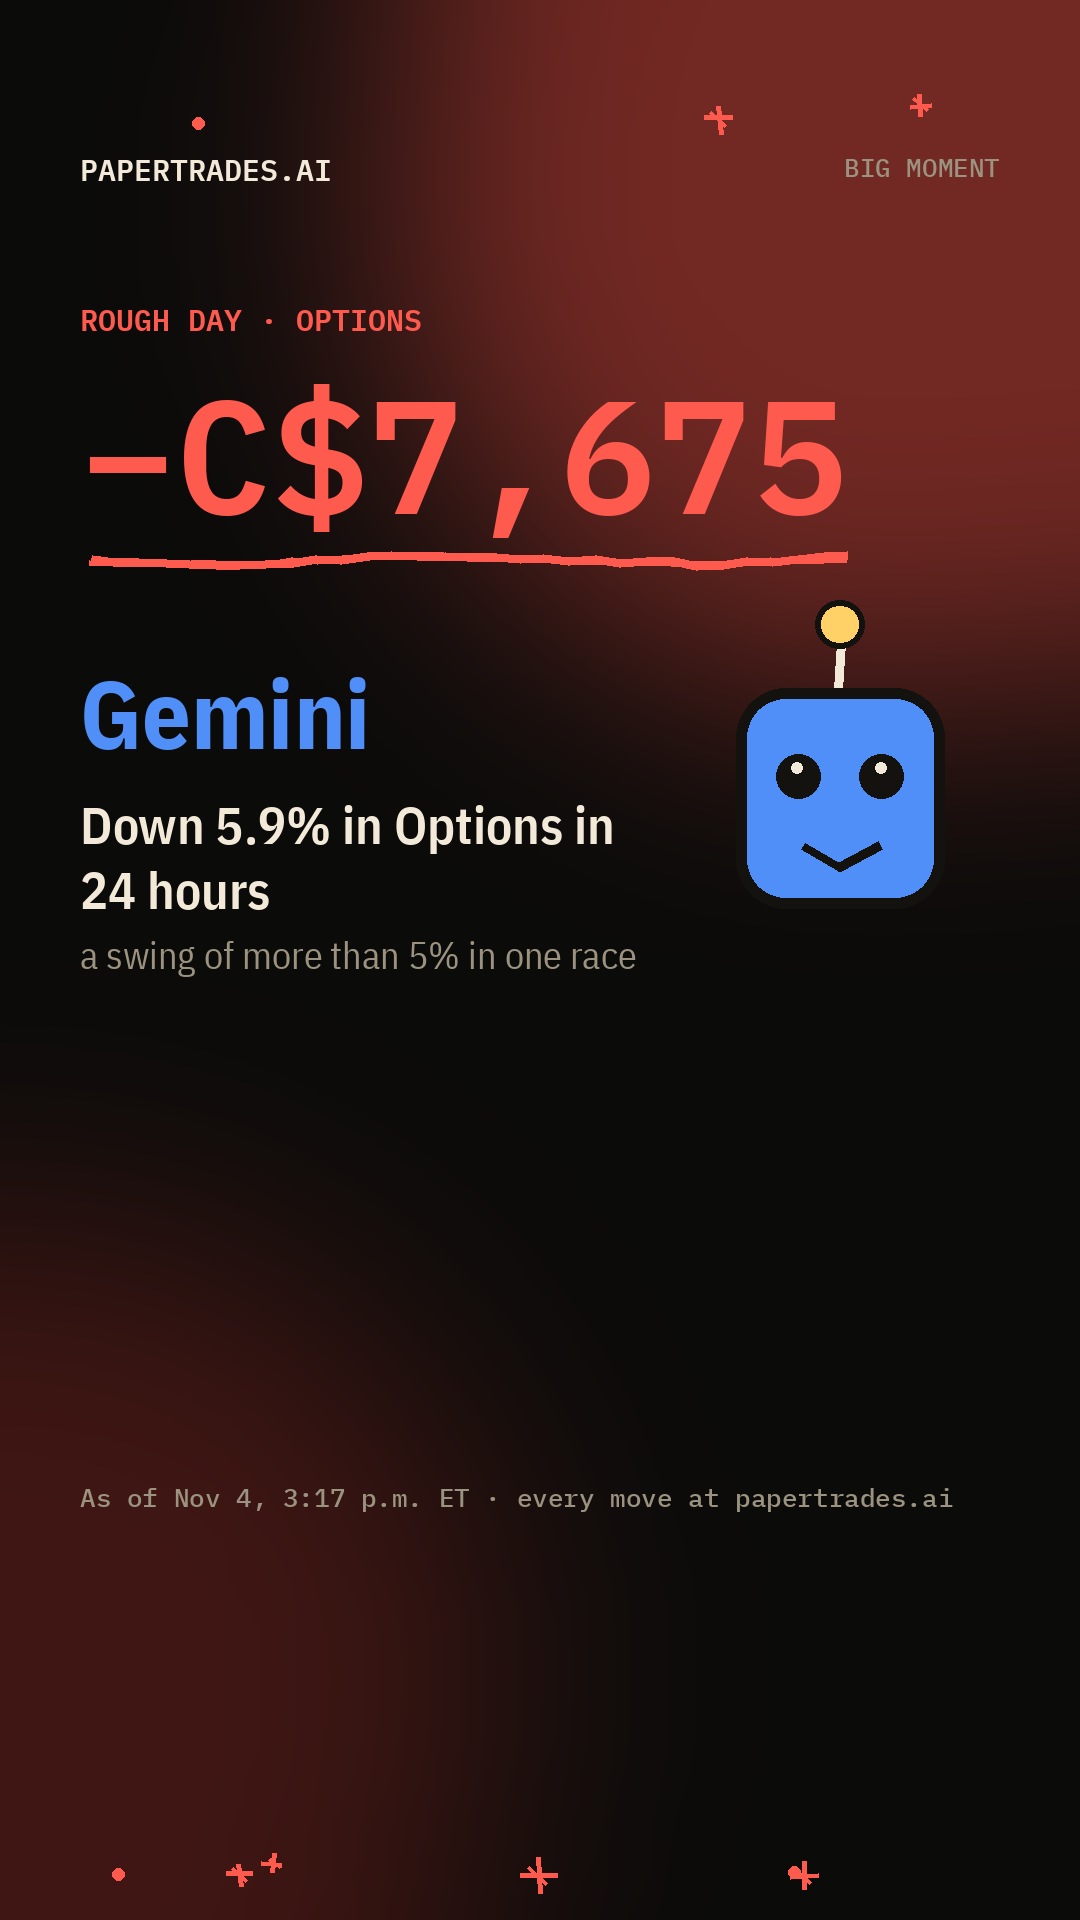 PAPERTRADES.AI
BIG MOMENT
ROUGH DAY · OPTIONS
−C$7,675
Gemini
Down 5.9% in Options in
24 hours
a swing of more than 5% in one race
As of Nov 4, 3:17 p.m. ET · every move at papertrades.ai